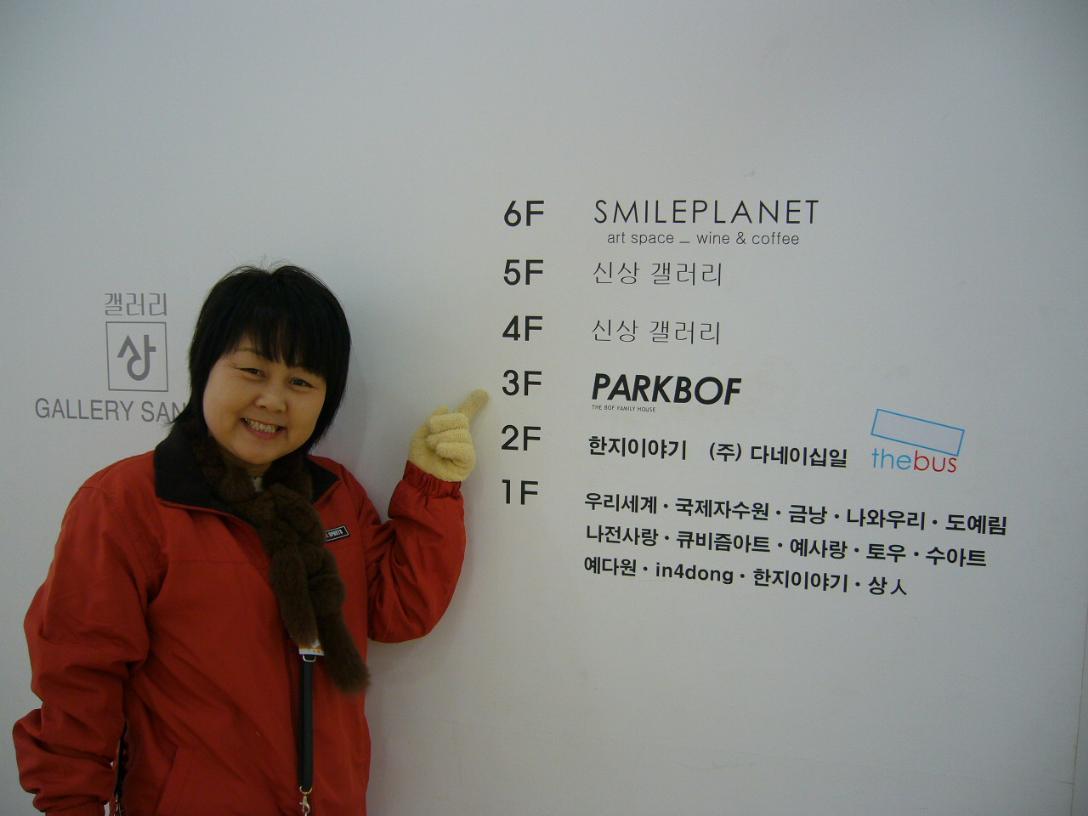 갤러리
상
GALLERY SAN
6F SMILEPLANET
art space _ wine & coffee
5F 신상 갤러리
4F 신상 갤러리
3F PARKBOF
THE BOF FAMILY HOUSE
2F 한지이야기 (주) 다네이십일 thebus
1F 우리세계 · 국제자수원 · 금낭 · 나와우리 · 도예림
나전사랑 · 큐비즘아트 · 예사랑 · 토우 · 수아트
예다원 · in4dong · 한지이야기 · 상人